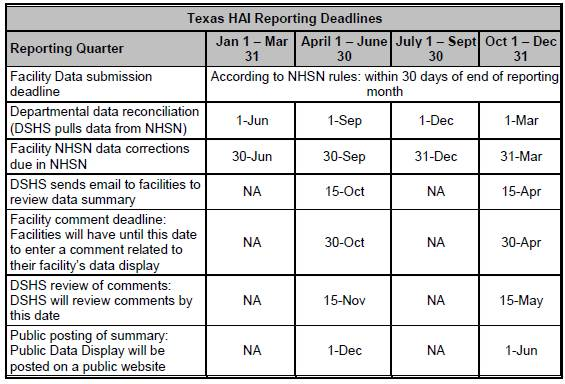 Texas HAI Reporting Deadlines
Reporting Quarter
Jan 1 – Mar
31
April 1 – June
30
July 1 – Sept
30
Oct 1 – Dec
31
Facility Data submission
deadline
According to NHSN rules: within 30 days of end of reporting
month
Departmental data reconciliation
(DSHS pulls data from NHSN)
1-Jun
1-Sep
1-Dec
1-Mar
Facility NHSN data corrections
due in NHSN
30-Jun
30-Sep
31-Dec
31-Mar
DSHS sends email to facilities to
review data summary
NA
15-Oct
NA
15-Apr
Facility comment deadline:
Facilities will have until this date
to enter a comment related to
their facility's data display
NA
30-Oct
NA
30-Apr
DSHS review of comments:
DSHS will review comments by
this date
NA
15-Nov
NA
15-May
Public posting of summary:
Public Data Display will be
posted on a public website
NA
1-Dec
NA
1-Jun